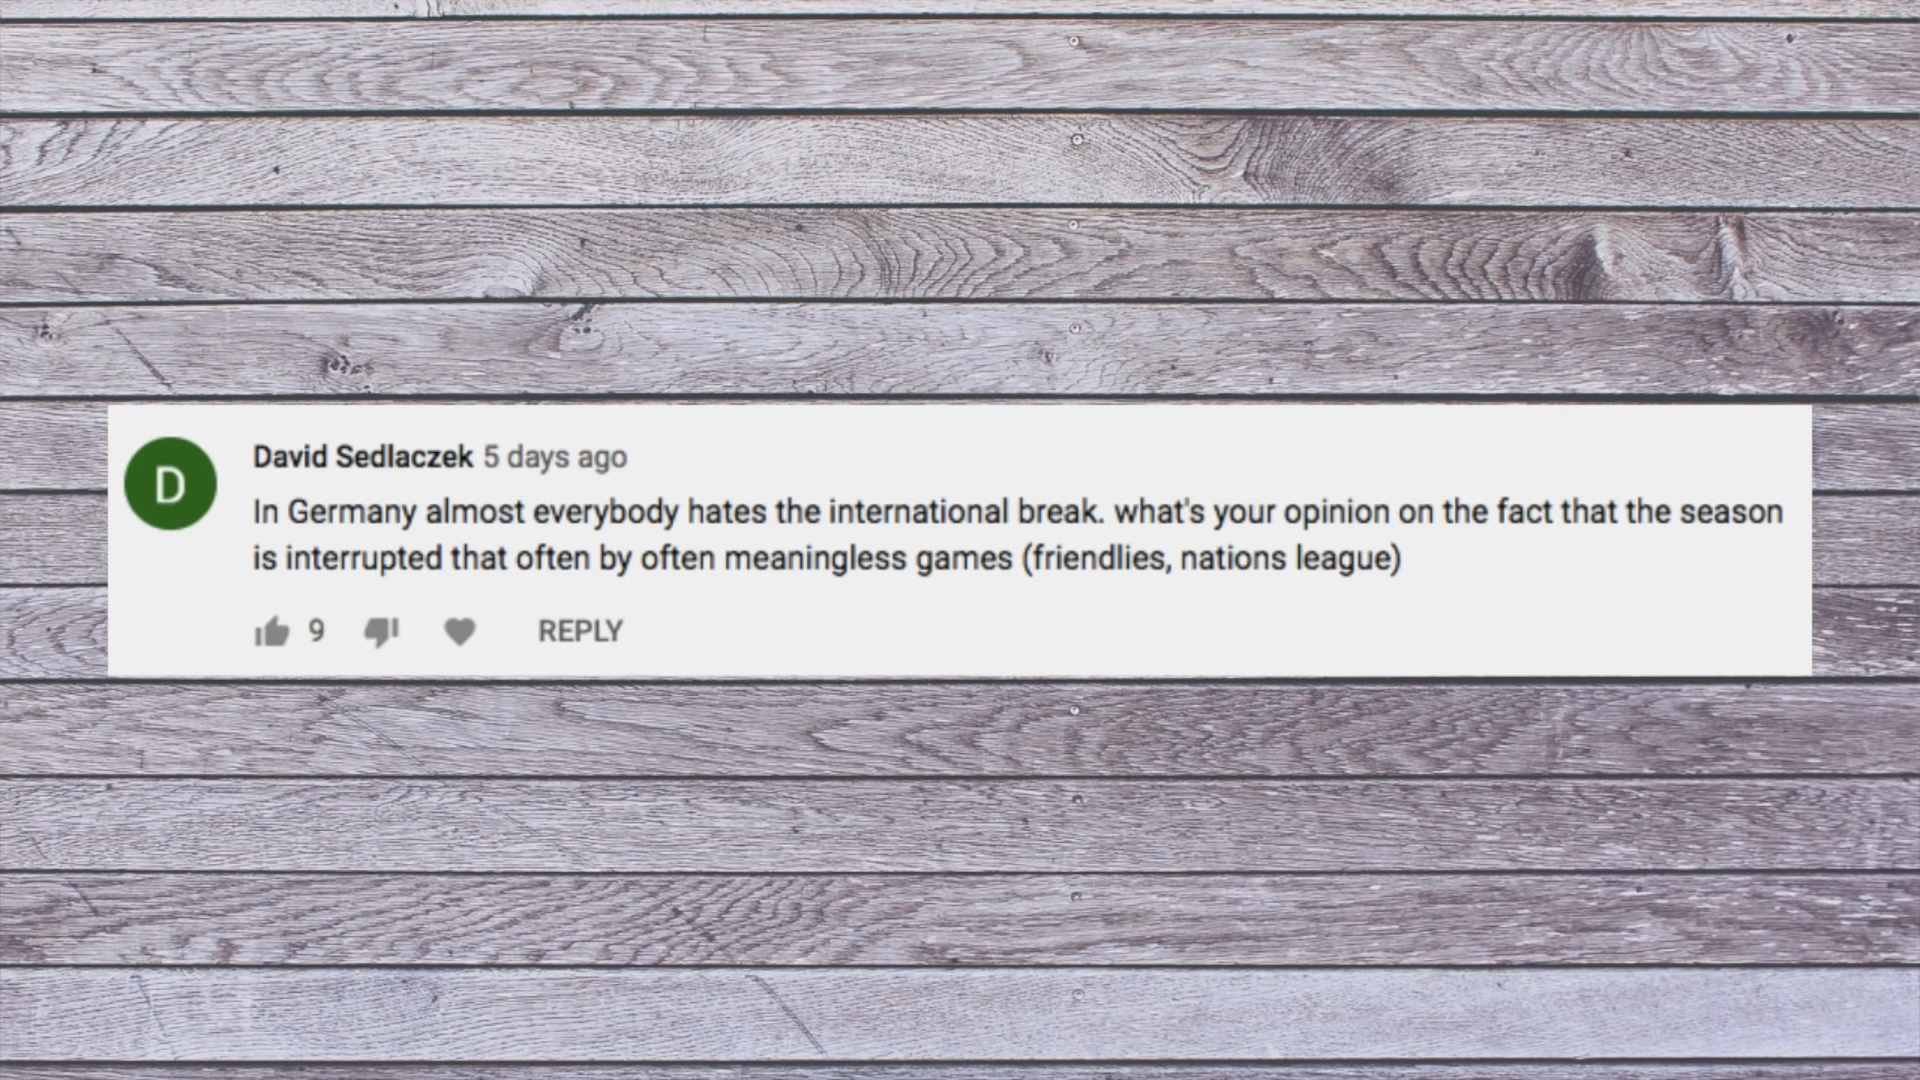 D
David Sedlaczek 5 days ago
In Germany almost everybody hates the international break. what's your opinion on the fact that the season
is interrupted that often by often meaningless games (friendlies, nations league)
9 REPLY